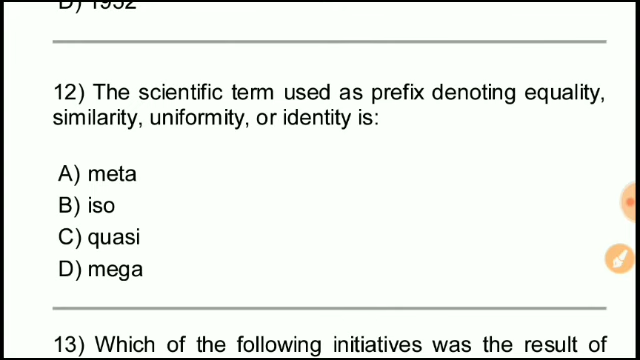 D) 1952
12) The scientific term used as prefix denoting equality,
similarity, uniformity, or identity is:
A) meta
B) iso
C) quasi
D) mega
13) Which of the following initiatives was the result of